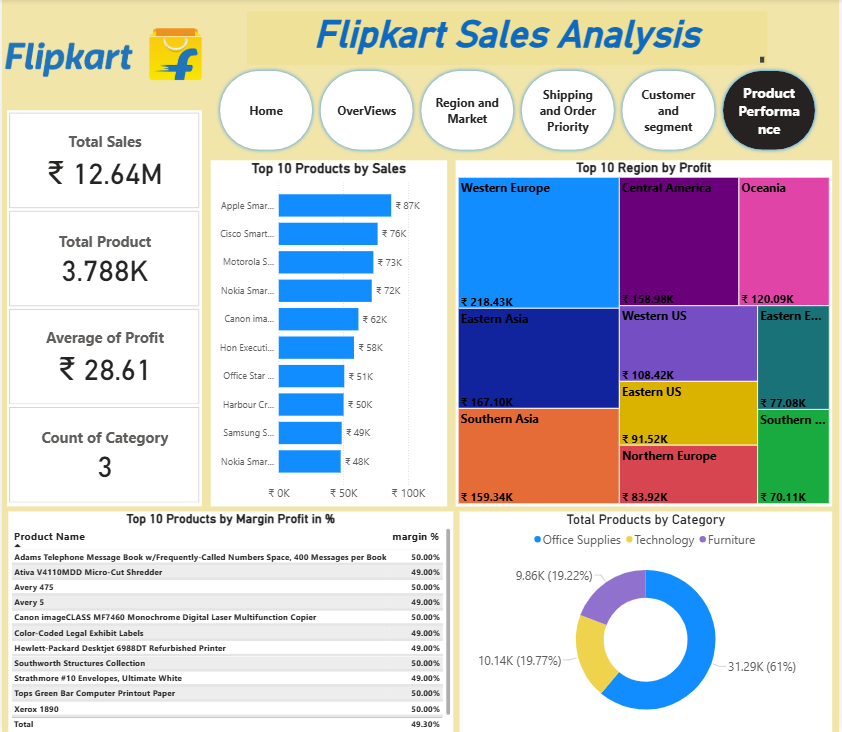 Flipkart
Flipkart Sales Analysis
Home
OverViews
Region and
Market
Shipping
and Order
Priority
Customer
and
segment
Product
Performa
nce
Total Sales
₹ 12.64M
Total Product
3.788K
Average of Profit
₹ 28.61
Count of Category
3
Top 10 Products by Sales
Apple Smar... ₹ 87K
Cisco Smart... ₹ 76K
Motorola S... ₹ 73K
Nokia Smar... ₹ 72K
Canon ima... ₹ 62K
Hon Executi... ₹ 58K
Office Star ... ₹ 51K
Harbour Cr... ₹ 50K
Samsung S... ₹ 49K
Nokia Smar... ₹ 48K
₹ 0K ₹ 50K ₹ 100K
Top 10 Region by Profit
Western Europe
₹ 218.43K
Central America
₹ 158.98K
Oceania
₹ 120.09K
Eastern Asia
₹ 167.10K
Western US
₹ 108.42K
Eastern E...
₹ 77.08K
Eastern US
₹ 91.52K
Southern Asia
₹ 159.34K
Northern Europe
₹ 83.92K
Southern ...
₹ 70.11K
Top 10 Products by Margin Profit in %
Product Name margin %
Adams Telephone Message Book w/Frequently-Called Numbers Space, 400 Messages per Book 50.00%
Ativa V4110MDD Micro-Cut Shredder 49.00%
Avery 475 50.00%
Avery 5 49.00%
Canon imageCLASS MF7460 Monochrome Digital Laser Multifunction Copier 50.00%
Color-Coded Legal Exhibit Labels 49.00%
Hewlett-Packard Desktjet 6988DT Refurbished Printer 49.00%
Southworth Structures Collection 50.00%
Strathmore #10 Envelopes, Ultimate White 49.00%
Tops Green Bar Computer Printout Paper 50.00%
Xerox 1890 50.00%
Total 49.30%
Total Products by Category
Office Supplies Technology Furniture
9.86K (19.22%)
10.14K (19.77%)
31.29K (61%)